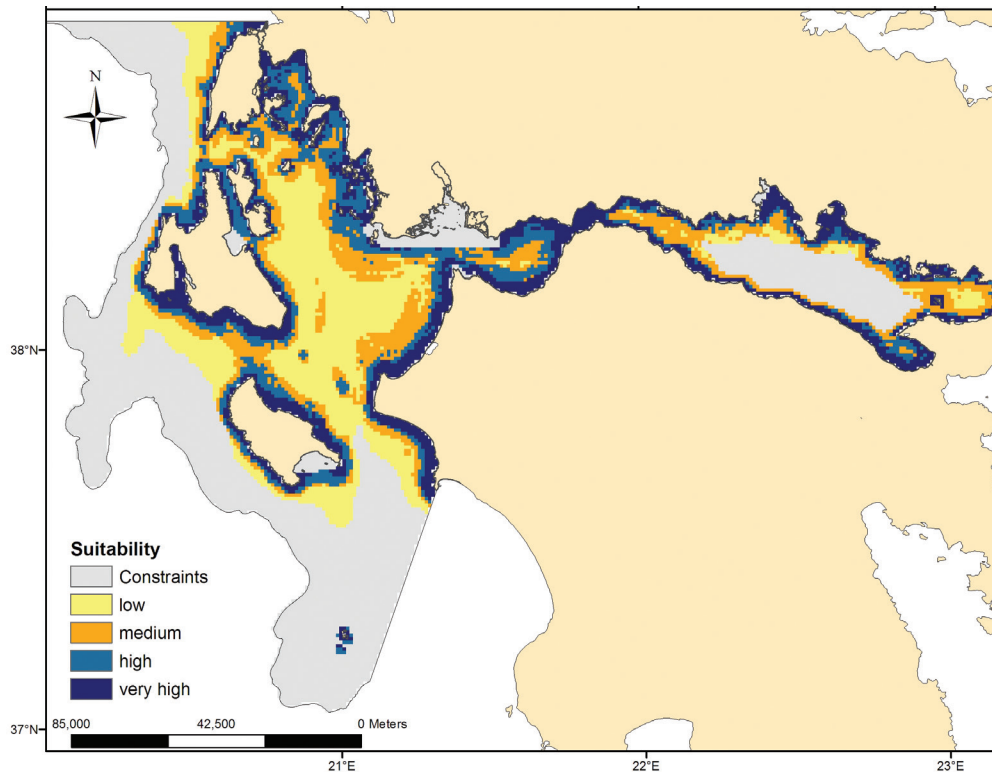 N
38°N
Suitability
Constraints
low
medium
high
very high
85,000 42,500 0 Meters
37°N
21°E 22°E 23°E